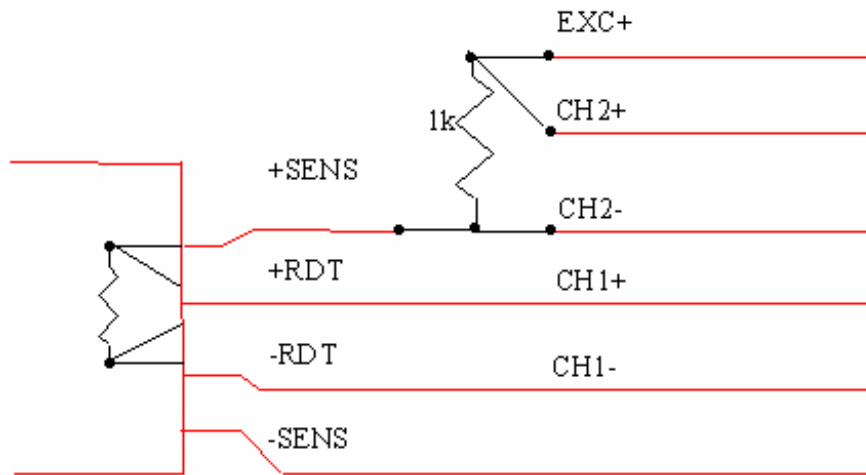 EXC+
CH2+
1k
+SENS
CH2-
+RDT
CH1+
-RDT
CH1-
-SENS